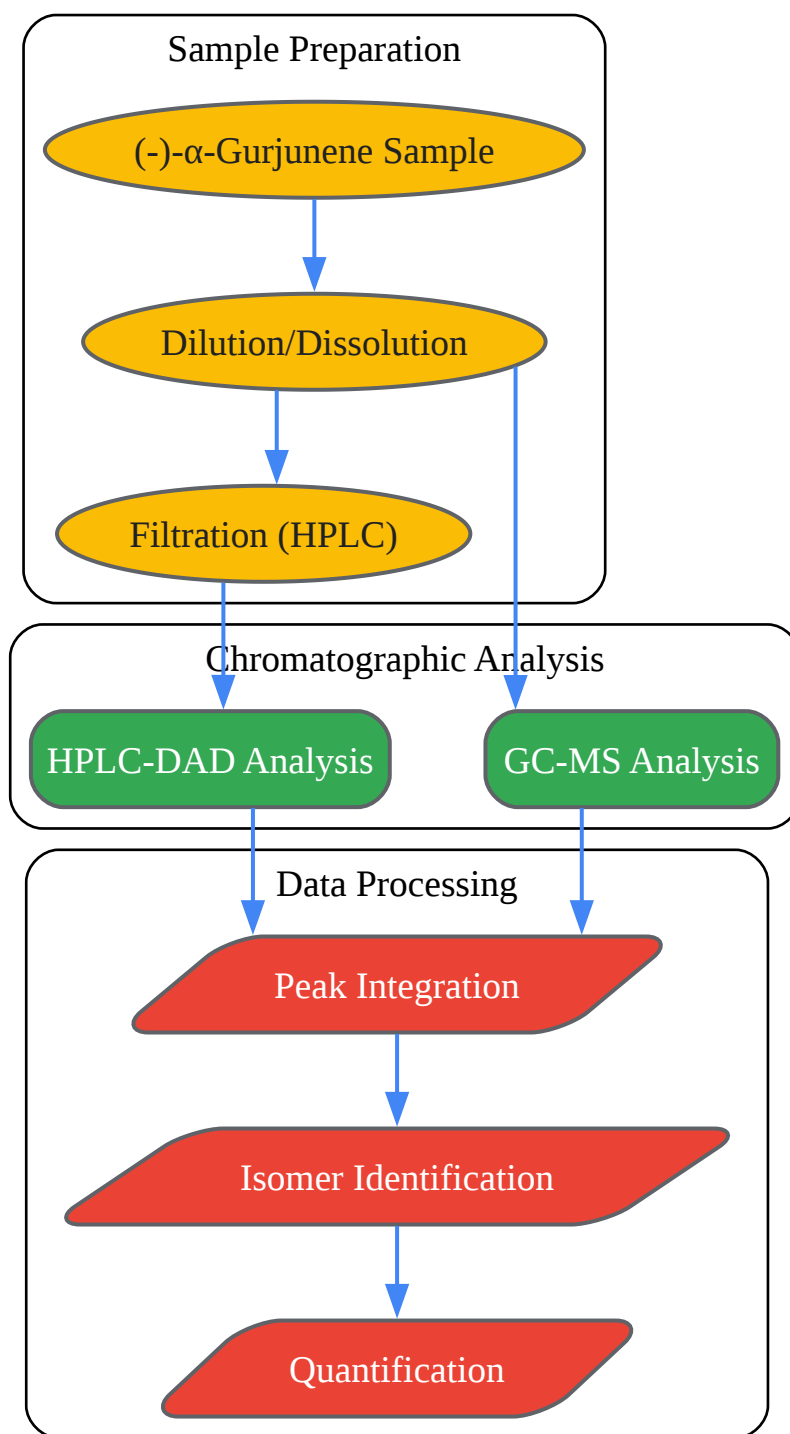 Sample Preparation
(-)-α-Gurjunene Sample
Dilution/Dissolution
Filtration (HPLC)
Chromatographic Analysis
HPLC-DAD Analysis
GC-MS Analysis
Data Processing
Peak Integration
Isomer Identification
Quantification